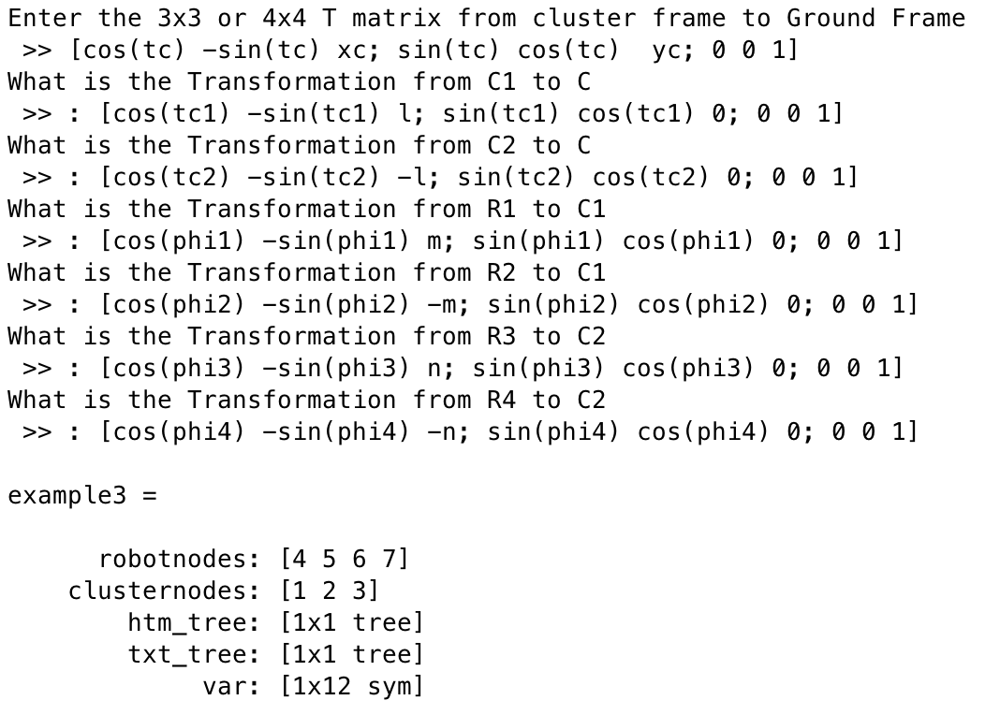 Enter the 3x3 or 4x4 T matrix from cluster frame to Ground Frame
>> [cos(tc) -sin(tc) xc; sin(tc) cos(tc)  yc; 0 0 1]
What is the Transformation from C1 to C
>> : [cos(tc1) -sin(tc1) l; sin(tc1) cos(tc1) 0; 0 0 1]
What is the Transformation from C2 to C
>> : [cos(tc2) -sin(tc2) -l; sin(tc2) cos(tc2) 0; 0 0 1]
What is the Transformation from R1 to C1
>> : [cos(phi1) -sin(phi1) m; sin(phi1) cos(phi1) 0; 0 0 1]
What is the Transformation from R2 to C1
>> : [cos(phi2) -sin(phi2) -m; sin(phi2) cos(phi2) 0; 0 0 1]
What is the Transformation from R3 to C2
>> : [cos(phi3) -sin(phi3) n; sin(phi3) cos(phi3) 0; 0 0 1]
What is the Transformation from R4 to C2
>> : [cos(phi4) -sin(phi4) -n; sin(phi4) cos(phi4) 0; 0 0 1]
example3 =
robotnodes: [4 5 6 7]
clusternodes: [1 2 3]
htm_tree: [1x1 tree]
txt_tree: [1x1 tree]
var: [1x12 sym]